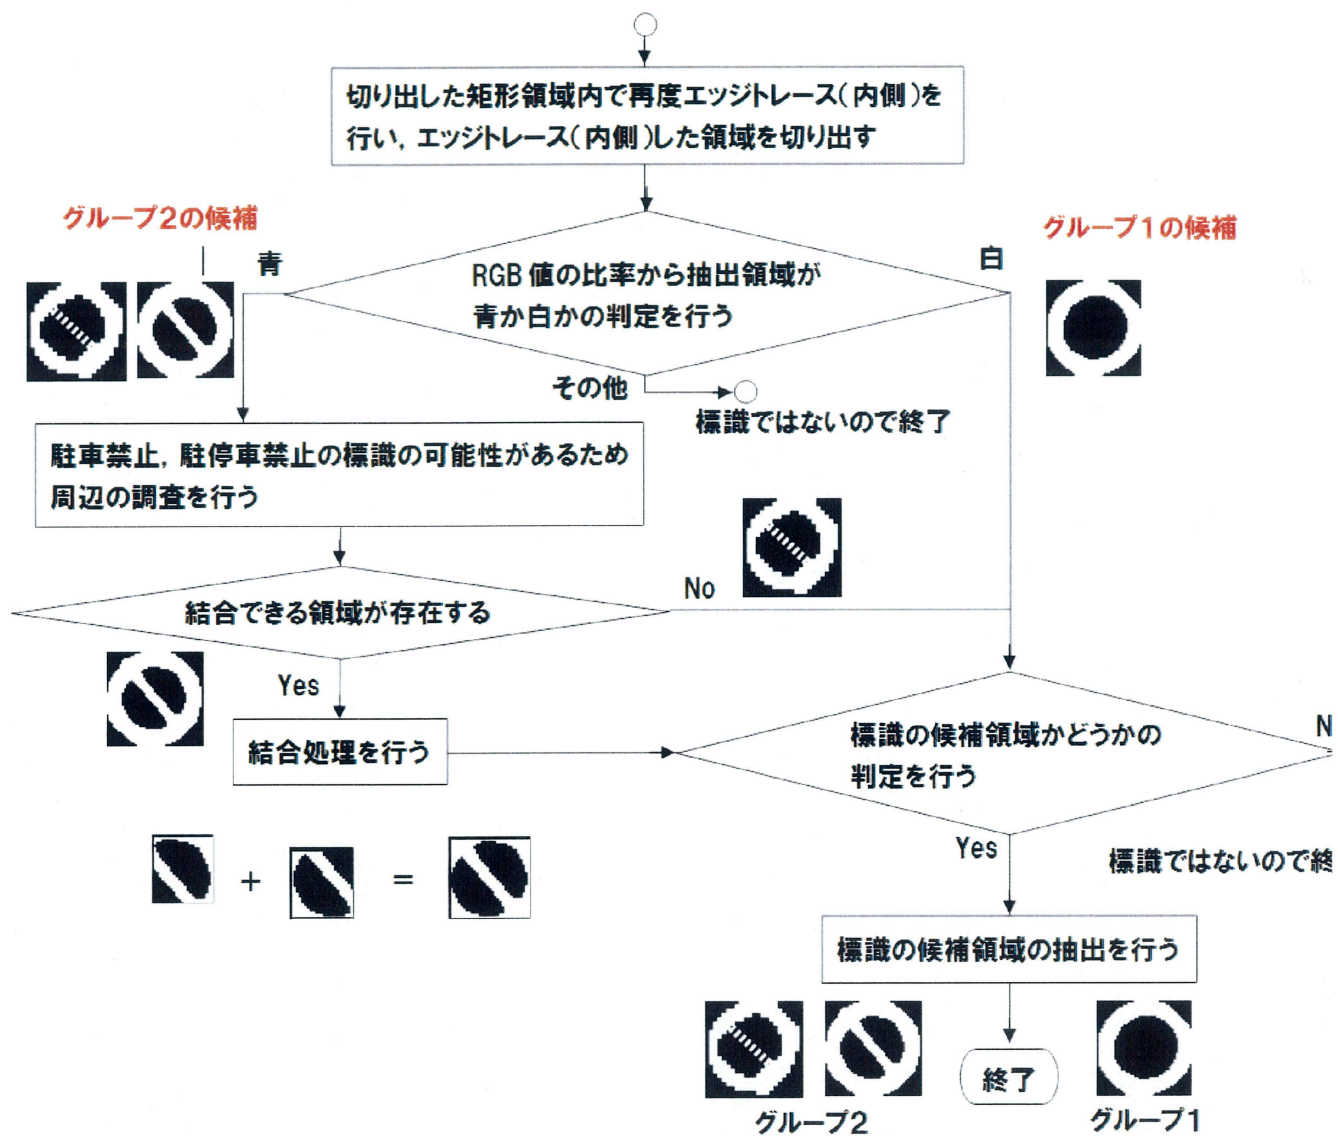 切り出した矩形領域内で再度エッジトレース(内側)を
行い,エッジトレース(内側)した領域を切り出す
グループ2の候補
グループ1の候補
青
白
RGB 値の比率から抽出領域が
青か白かの判定を行う
その他
標識ではないので終了
駐車禁止,駐停車禁止の標識の可能性があるため
周辺の調査を行う
結合できる領域が存在する
No
Yes
結合処理を行う
標識の候補領域かどうかの
判定を行う
N
Yes
標識ではないので終
+
=
標識の候補領域の抽出を行う
終了
グループ2
グループ1